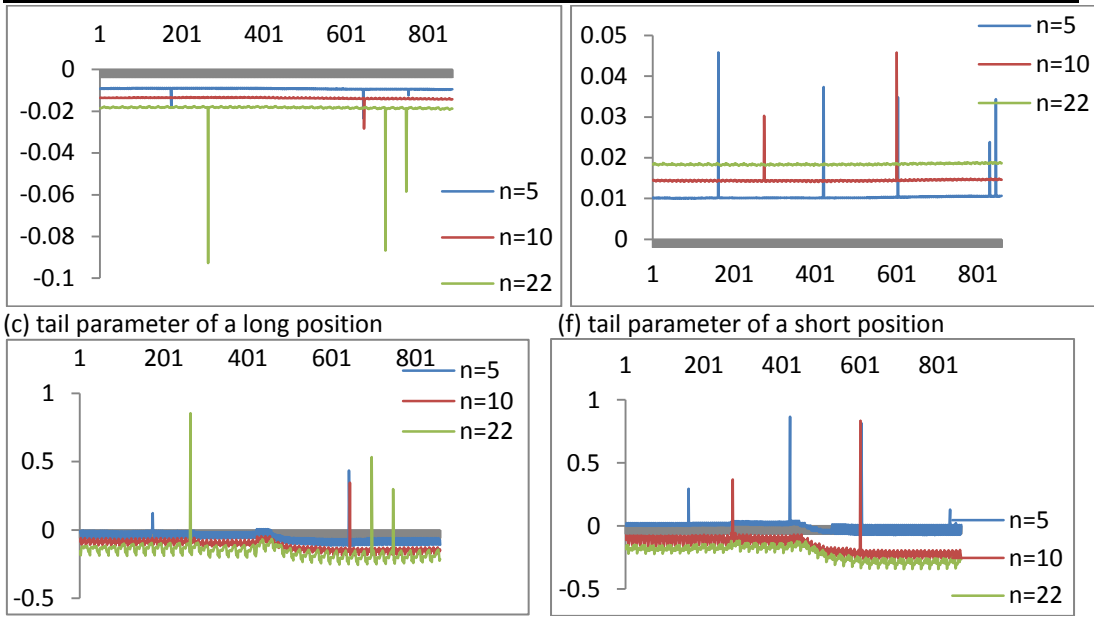 1 201 401 601 801
0
-0.02
-0.04
-0.06
-0.08
-0.1
n=5
n=10
n=22
0.05
0.04
0.03
0.02
0.01
0
1 201 401 601 801
n=5
n=10
n=22
(c) tail parameter of a long position
1 201 401 601 801
1
0.5
0
-0.5
n=5
n=10
n=22
(f) tail parameter of a short position
1 201 401 601 801
1
0.5
0
-0.5
n=5
n=10
n=22